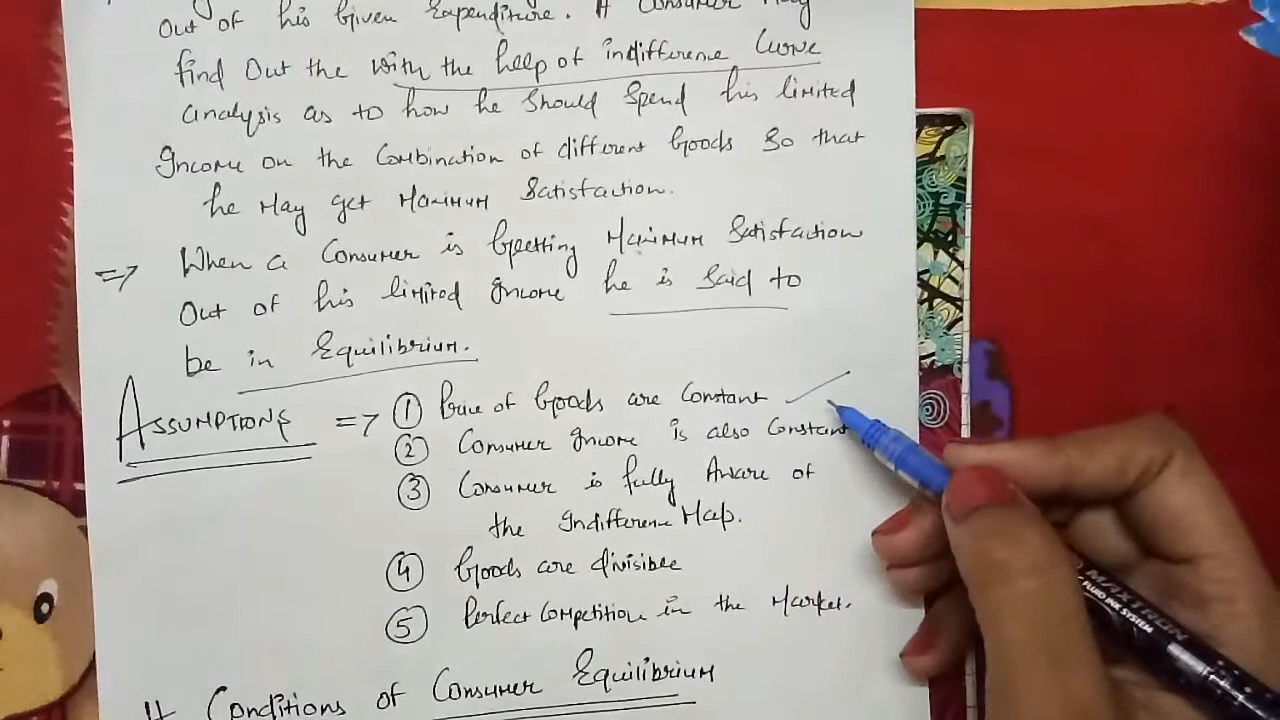 out of his Given Expenditure. A Consumer May
find out the with the help of indifference Curve
analysis as to how he should spend his limited
Income on the Combination of different Goods so that
he May get Maximum Satisfaction.
=> When a Consumer is Getting Maximum Satisfaction
out of his limited Income he is said to
be in Equilibrium.
ASSUMPTIONS => ① Price of Goods are Constant
② Consumer Income is also Constant
③ Consumer is fully Aware of
the Indifference Map.
④ Goods are divisible
⑤ Perfect Competition in the Market.
Conditions of Consumer Equilibrium
MAXTRON
FLUID INK SYSTEM